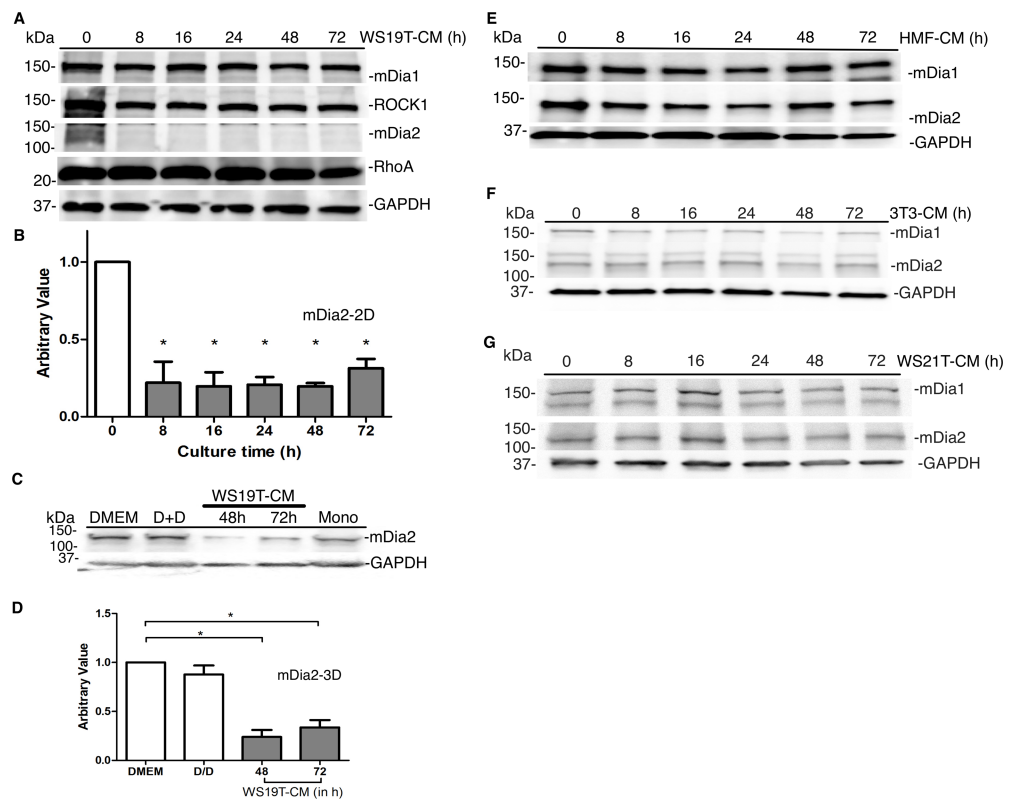 A
kDa 0 8 16 24 48 72 WS19T-CM (h)
150- -mDia1
150- -ROCK1
150- -mDia2
100-
-RhoA
20-
37- -GAPDH
B
Arbitrary Value
1.0
0.5
0.0
mDia2-2D
* * * * *
0 8 16 24 48 72
Culture time (h)
C
WS19T-CM
kDa DMEM D+D 48h 72h Mono
150- -mDia2
100-
37- -GAPDH
D
Arbitrary Value
1.5
1.0
0.5
0.0
*
*
mDia2-3D
DMEM D/D 48 72
WS19T-CM (in h)
E
kDa 0 8 16 24 48 72 HMF-CM (h)
150- -mDia1
150- -mDia2
37- -GAPDH
F
kDa 0 8 16 24 48 72 3T3-CM (h)
150- -mDia1
150- -mDia2
100-
37- -GAPDH
G
kDa 0 8 16 24 48 72 WS21T-CM (h)
150- -mDia1
150- -mDia2
100-
37- -GAPDH